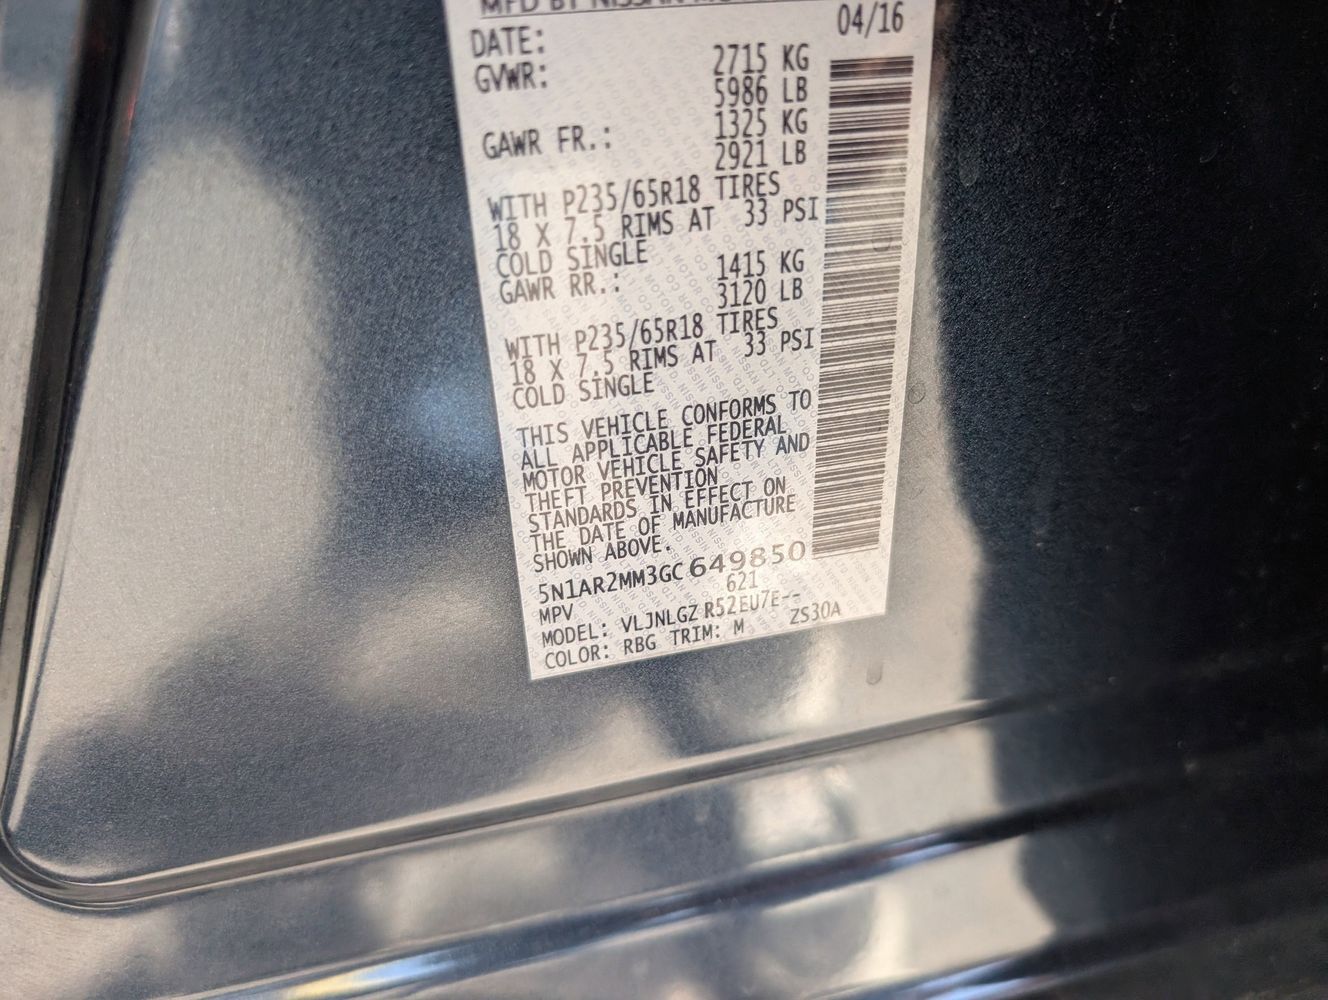 MFD BY NISSAN
DATE: 04/16
GVWR: 2715 KG
5986 LB
GAWR FR.: 1325 KG
2921 LB
WITH P235/65R18 TIRES
18 X 7.5 RIMS AT 33 PSI
COLD SINGLE
GAWR RR.: 1415 KG
3120 LB
WITH P235/65R18 TIRES
18 X 7.5 RIMS AT 33 PSI
COLD SINGLE
THIS VEHICLE CONFORMS TO
ALL APPLICABLE FEDERAL
MOTOR VEHICLE SAFETY AND
THEFT PREVENTION
STANDARDS IN EFFECT ON
THE DATE OF MANUFACTURE
SHOWN ABOVE.
5N1AR2MM3GC649850
MPV 621
MODEL: VLJNLGZ R52EU7E--
COLOR: RBG TRIM: M ZS30A